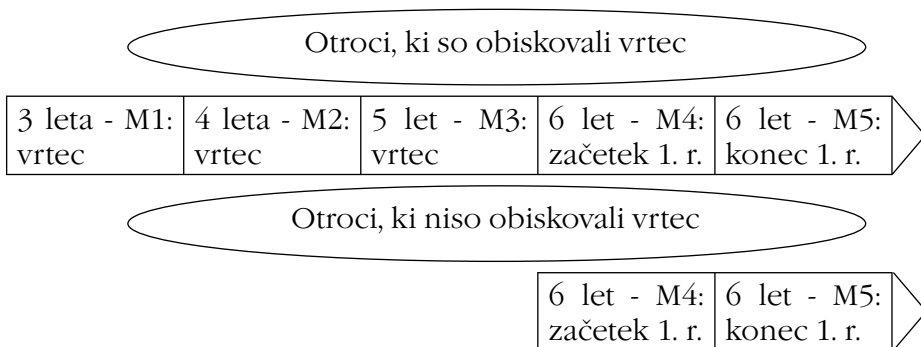 Otroci, ki so obiskovali vrtec
3 leta - M1: 4 leta - M2: 5 let - M3: 6 let - M4: 6 let - M5:
vrtec vrtec vrtec začetek 1. r. konec 1. r.
Otroci, ki niso obiskovali vrtec
6 let - M4: 6 let - M5:
začetek 1. r. konec 1. r.